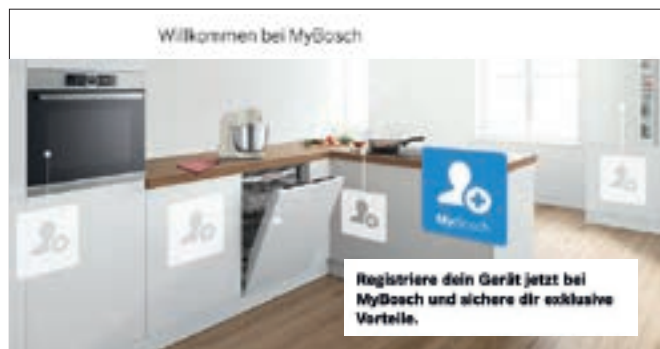 Willkommen bei MyBosch
MyBosch
Registriere dein Gerät jetzt bei
MyBosch und sichere dir exklusive
Vorteile.